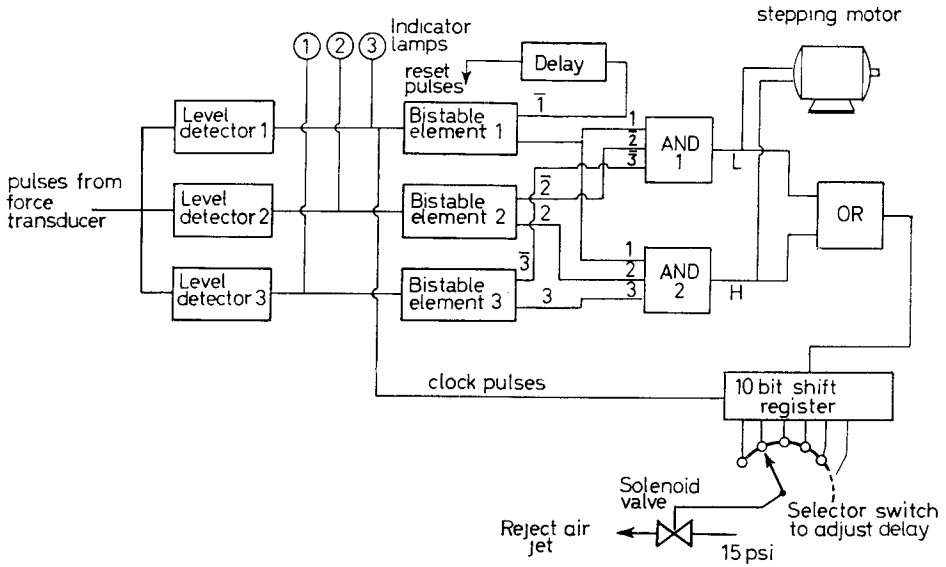 stepping motor
Indicator
lamps
1
2
3
reset
pulses
Delay
1̅
Level
detector 1
Bistable
element 1
1
2̅
3̅
AND
1
L
pulses from
force
transducer
Level
detector 2
Bistable
element 2
2̅
2
OR
Level
detector 3
Bistable
element 3
3̅
3
1
2
3
AND
2
H
clock pulses
10 bit shift
register
Solenoid
valve
Selector switch
to adjust delay
Reject air
jet
15 psi